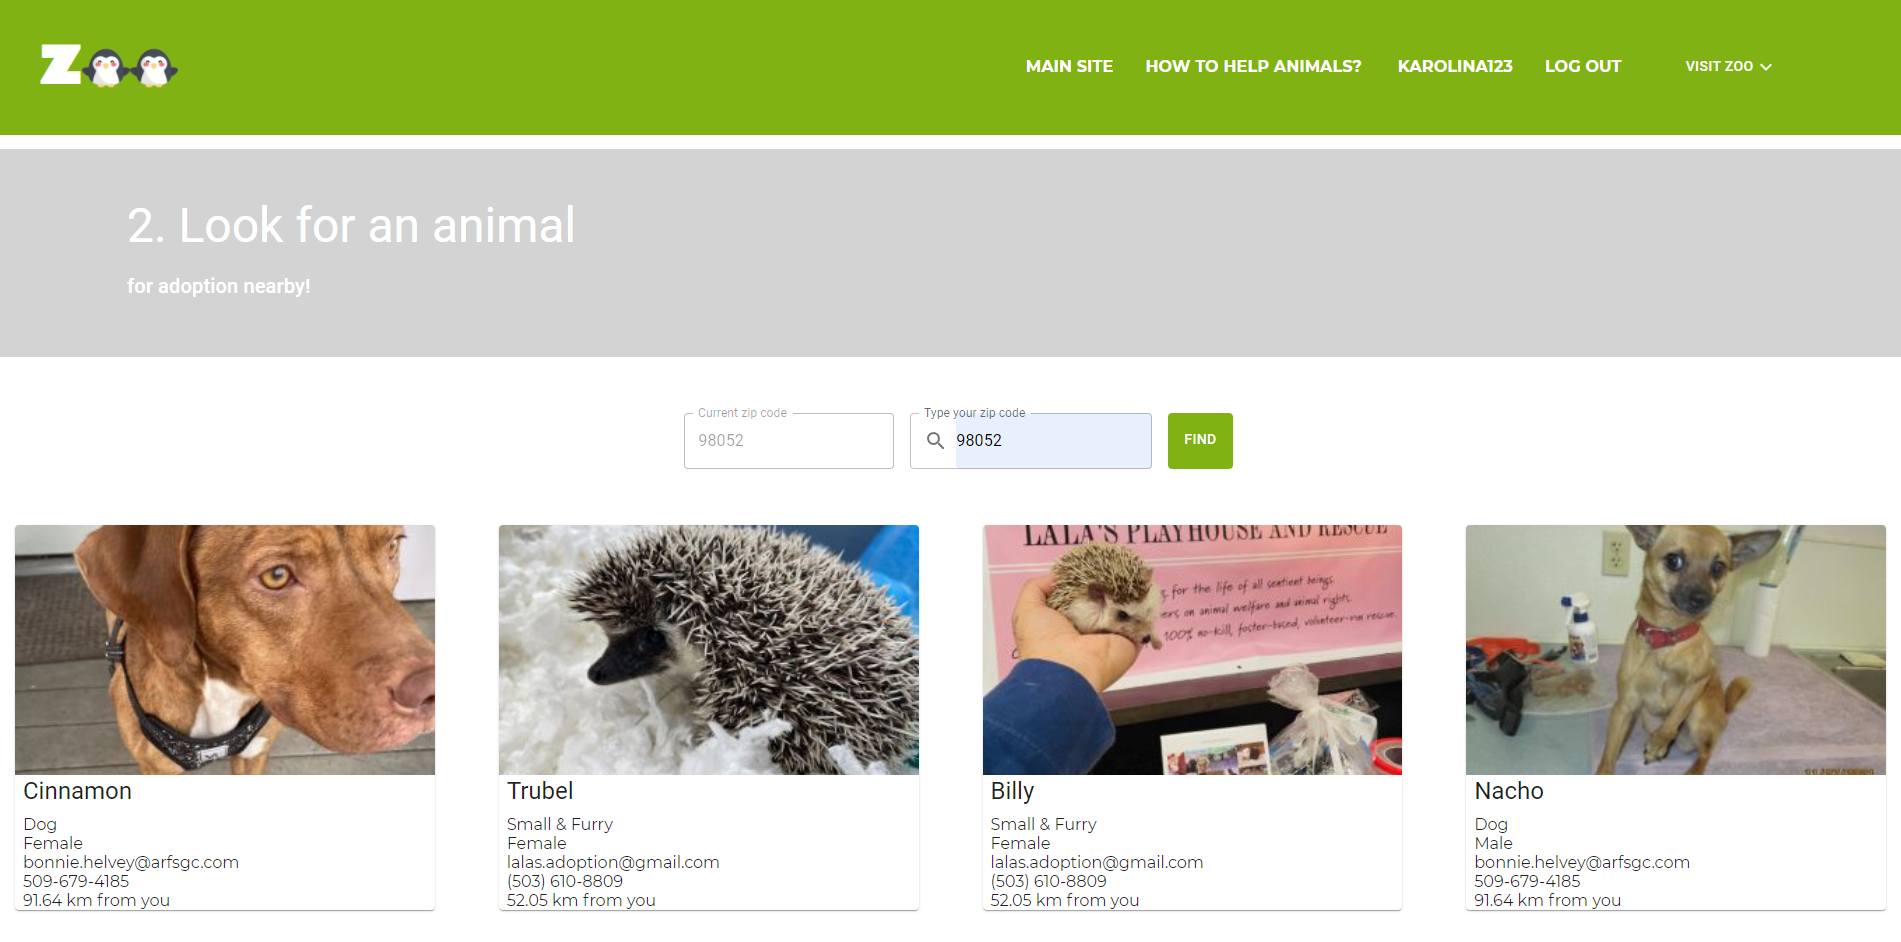 Z
MAIN SITE
HOW TO HELP ANIMALS?
KAROLINA123
LOG OUT
VISIT ZOO
2. Look for an animal
for adoption nearby!
Current zip code
98052
Type your zip code
98052
FIND
LALA'S PLAYHOUSE AND RESCUE
for the life of all sentient beings.
ers on animal welfare and animal rights.
100% no-kill, foster-based, volunteer-run rescue.
Cinnamon
Dog
Female
bonnie.helvey@arfsgc.com
509-679-4185
91.64 km from you
Trubel
Small & Furry
Female
lalas.adoption@gmail.com
(503) 610-8809
52.05 km from you
Billy
Small & Furry
Female
lalas.adoption@gmail.com
(503) 610-8809
52.05 km from you
Nacho
Dog
Male
bonnie.helvey@arfsgc.com
509-679-4185
91.64 km from you